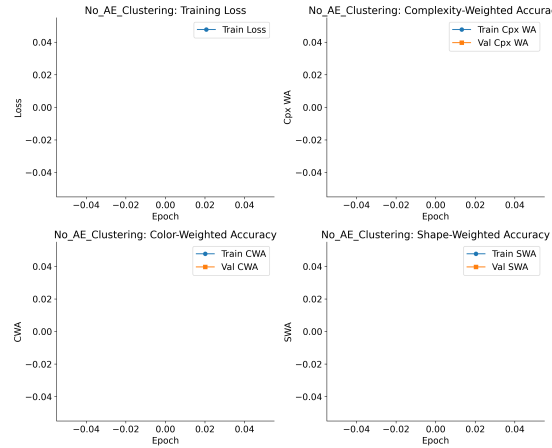 No_AE_Clustering: Training Loss
Train Loss
0.04
0.02
0.00
−0.02
−0.04
Loss
−0.04 −0.02 0.00 0.02 0.04
Epoch
No_AE_Clustering: Complexity-Weighted Accura
Train Cpx WA
Val Cpx WA
0.04
0.02
0.00
−0.02
−0.04
Cpx WA
−0.04 −0.02 0.00 0.02 0.04
Epoch
No_AE_Clustering: Color-Weighted Accuracy
Train CWA
Val CWA
0.04
0.02
0.00
−0.02
−0.04
CWA
−0.04 −0.02 0.00 0.02 0.04
Epoch
No_AE_Clustering: Shape-Weighted Accuracy
Train SWA
Val SWA
0.04
0.02
0.00
−0.02
−0.04
SWA
−0.04 −0.02 0.00 0.02 0.04
Epoch